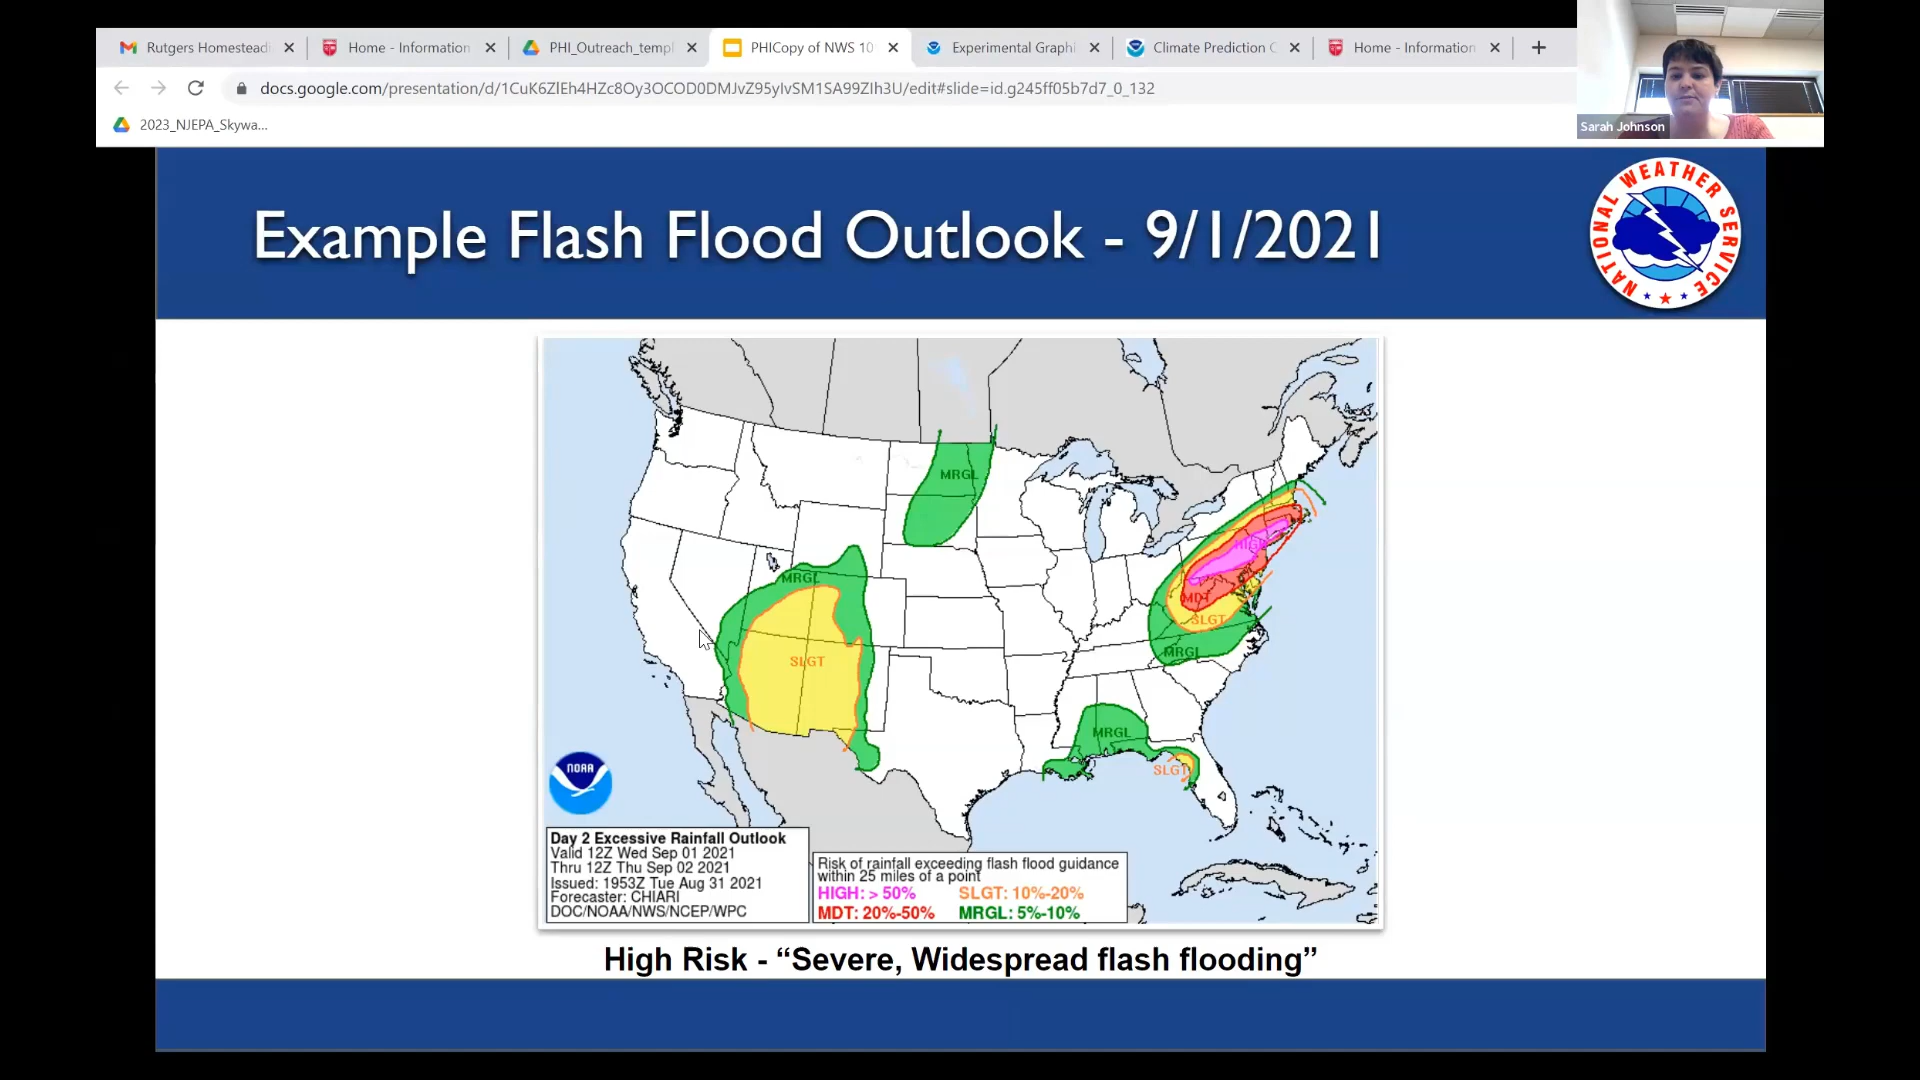 Rutgers Homesteadi
Home - Information
PHI_Outreach_templ
PHICopy of NWS 10
Experimental Graphi
Climate Prediction C
Home - Information
docs.google.com/presentation/d/1CuK6ZlEh4HZc8Oy3OCOD0DMJvZ95yIvSM1SA99ZIh3U/edit#slide=id.g245ff05b7d7_0_132
2023_NJEPA_Skywa...
Sarah Johnson
Example Flash Flood Outlook - 9/1/2021
NATIONAL WEATHER SERVICE
MRGL
HIGH
MRGL
MDT
SLGT
MRGL
SLGT
MRGL
SLGT
NOAA
Day 2 Excessive Rainfall Outlook
Valid 12Z Wed Sep 01 2021
Thru 12Z Thu Sep 02 2021
Issued: 1953Z Tue Aug 31 2021
Forecaster: CHIARI
DOC/NOAA/NWS/NCEP/WPC
Risk of rainfall exceeding flash flood guidance
within 25 miles of a point
HIGH: > 50% SLGT: 10%-20%
MDT: 20%-50% MRGL: 5%-10%
High Risk - “Severe, Widespread flash flooding”